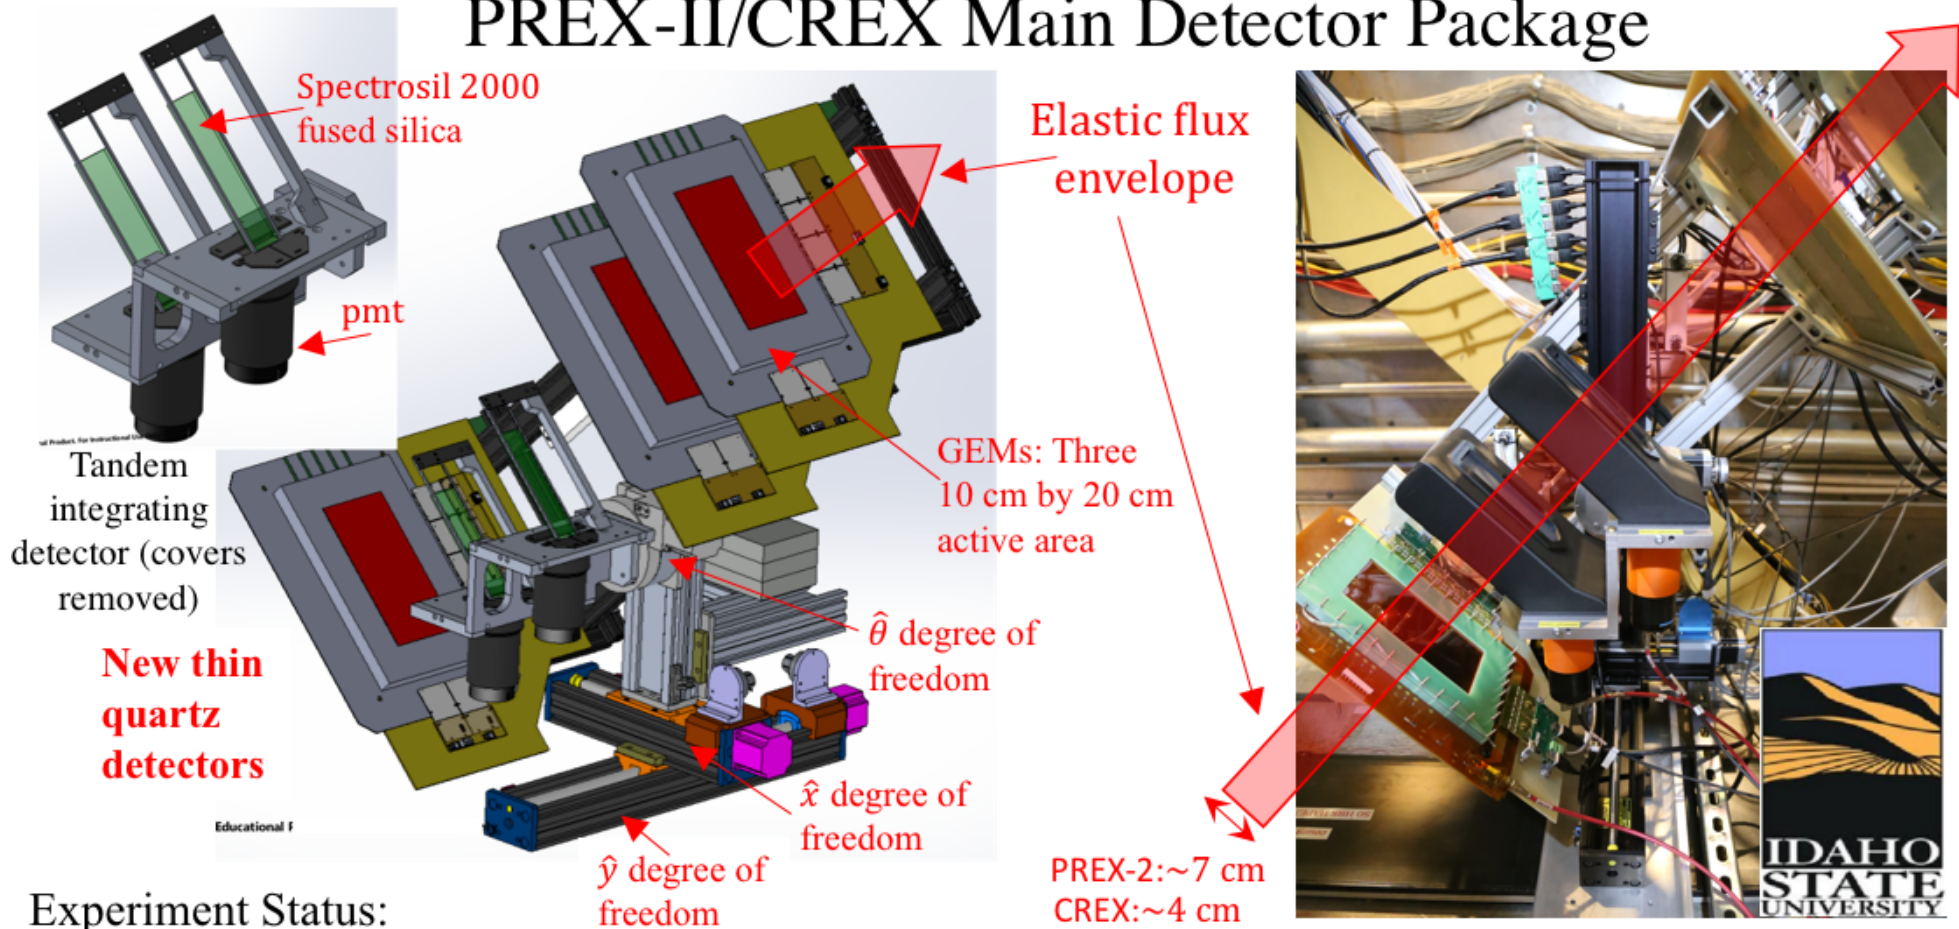 PREX-II/CREX Main Detector Package
Spectrosil 2000
fused silica
pmt
Tandem
integrating
detector (covers
removed)
New thin
quartz
detectors
Educational
Elastic flux
envelope
GEMs: Three
10 cm by 20 cm
active area
θ̂ degree of
freedom
x̂ degree of
freedom
ŷ degree of
freedom
PREX-2:~7 cm
CREX:~4 cm
IDAHO
STATE
UNIVERSITY
Experiment Status: